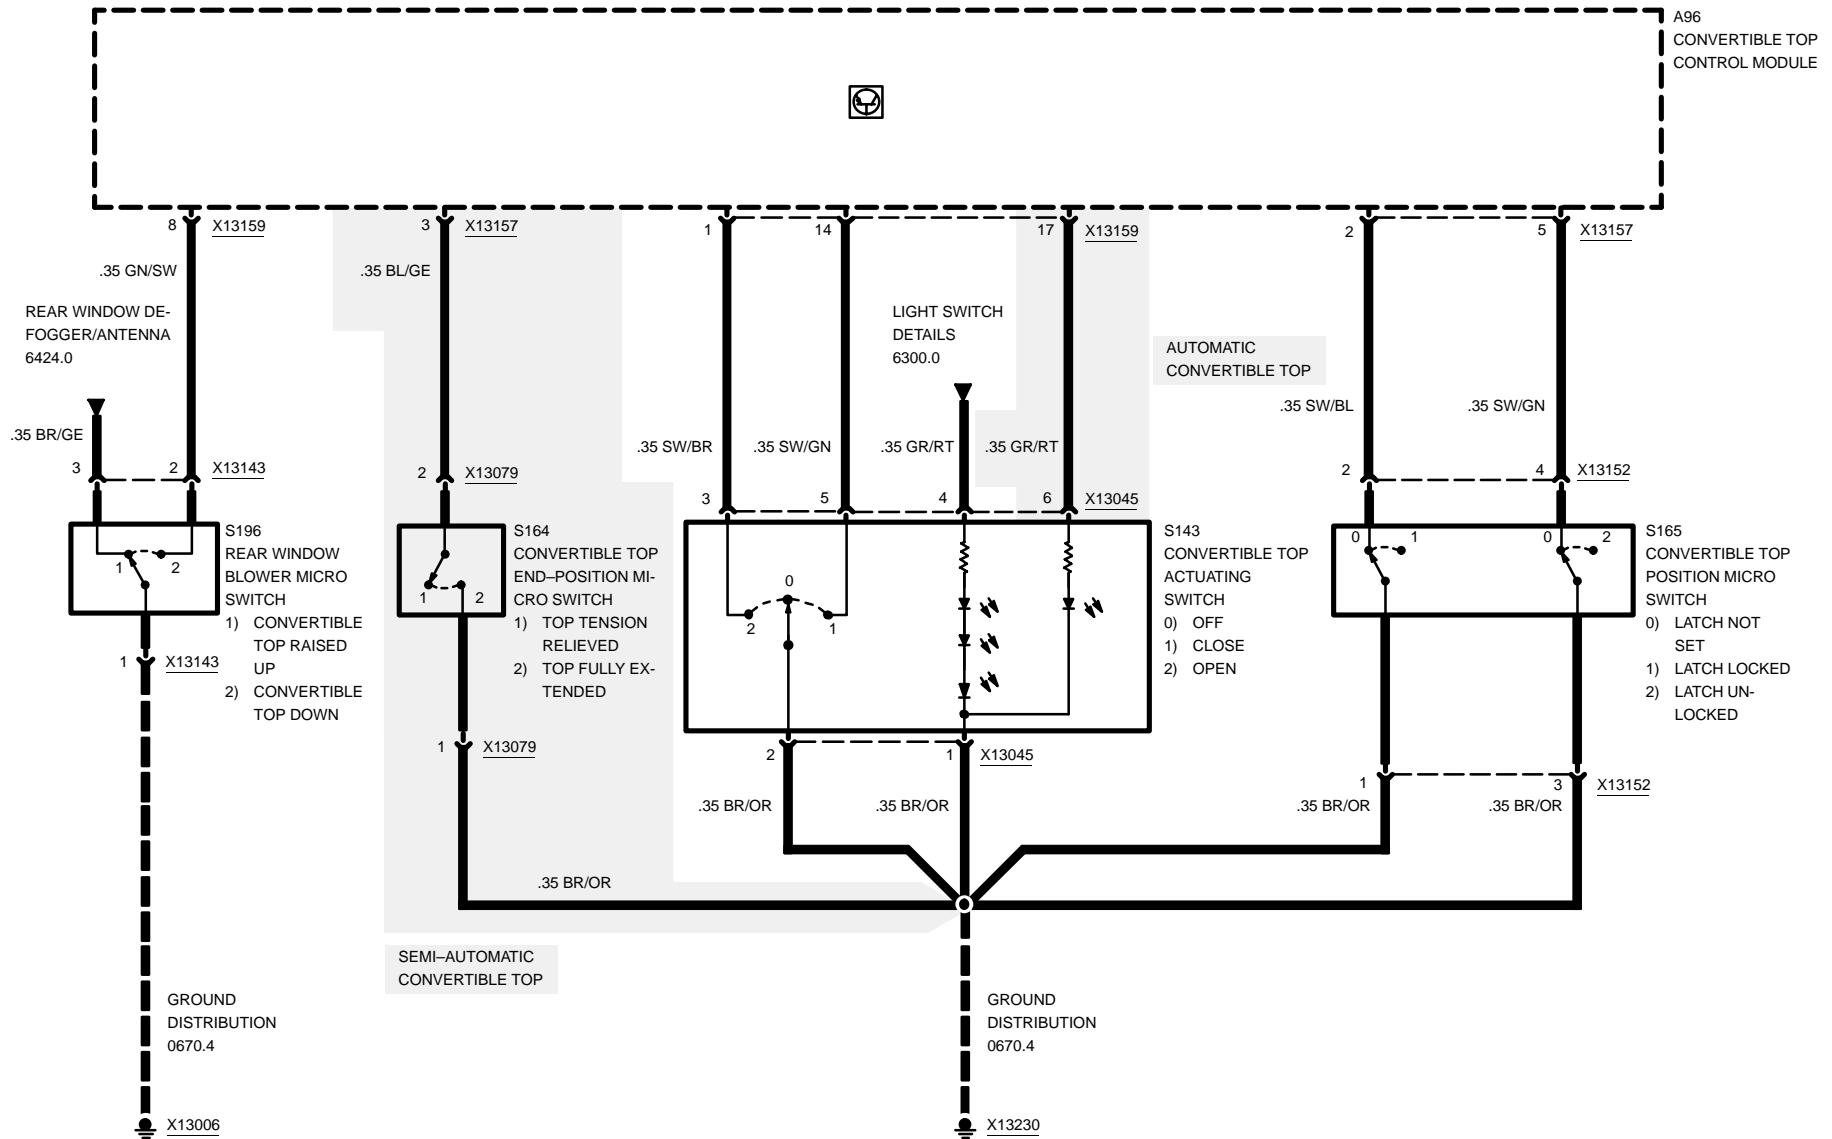 A96
CONVERTIBLE TOP
CONTROL MODULE
8
X13159
3
X13157
1
14
17
X13159
2
5
X13157
.35 GN/SW
.35 BL/GE
REAR WINDOW DE-
FOGGER/ANTENNA
6424.0
LIGHT SWITCH
DETAILS
6300.0
AUTOMATIC
CONVERTIBLE TOP
.35 BR/GE
.35 SW/BR
.35 SW/GN
.35 GR/RT
.35 GR/RT
.35 SW/BL
.35 SW/GN
3
2
X13143
2
X13079
3
5
4
6
X13045
2
4
X13152
1
2
S196
REAR WINDOW
BLOWER MICRO
SWITCH
1) CONVERTIBLE
TOP RAISED
UP
2) CONVERTIBLE
TOP DOWN
1
2
S164
CONVERTIBLE TOP
END–POSITION MI-
CRO SWITCH
1) TOP TENSION
RELIEVED
2) TOP FULLY EX-
TENDED
0
2
1
S143
CONVERTIBLE TOP
ACTUATING
SWITCH
0) OFF
1) CLOSE
2) OPEN
0
1
0
2
S165
CONVERTIBLE TOP
POSITION MICRO
SWITCH
0) LATCH NOT
SET
1) LATCH LOCKED
2) LATCH UN-
LOCKED
1
X13143
1
X13079
2
1
X13045
1
3
X13152
.35 BR/OR
.35 BR/OR
.35 BR/OR
.35 BR/OR
.35 BR/OR
SEMI–AUTOMATIC
CONVERTIBLE TOP
GROUND
DISTRIBUTION
0670.4
GROUND
DISTRIBUTION
0670.4
X13006
X13230